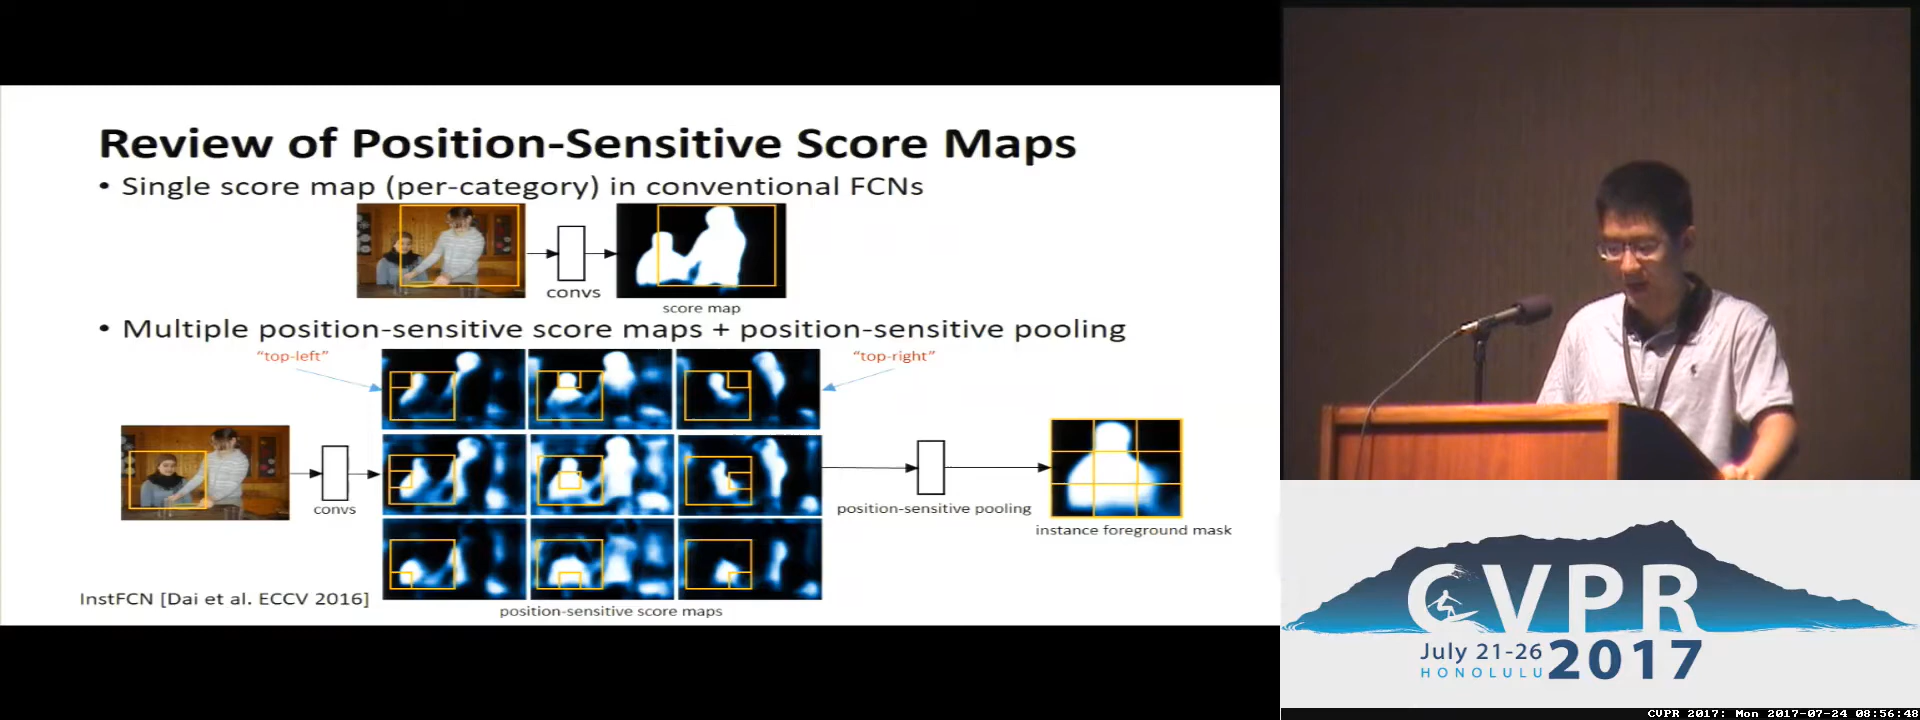 Review of Position-Sensitive Score Maps
• Single score map (per-category) in conventional FCNs
convs
score map
• Multiple position-sensitive score maps + position-sensitive pooling
"top-left"
"top-right"
convs
position-sensitive pooling
instance foreground mask
InstFCN [Dai et al. ECCV 2016]
position-sensitive score maps
CVPR
July 21-26
HONOLULU
2017
CVPR 2017: Mon 2017-07-24 08:56:48